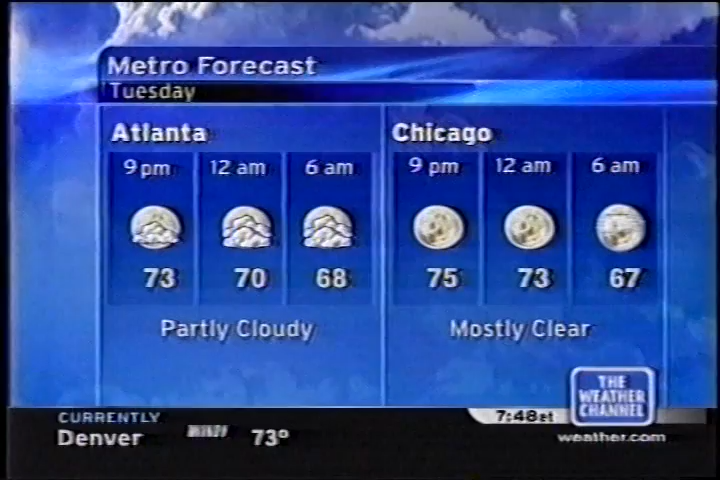 Metro Forecast
Tuesday
Atlanta
9 pm 12 am 6 am
73 70 68
Partly Cloudy
Chicago
9 pm 12 am 6 am
75 73 67
Mostly Clear
THE
WEATHER
CHANNEL
CURRENTLY
Denver WINDY 73°
7:48et
weather.com